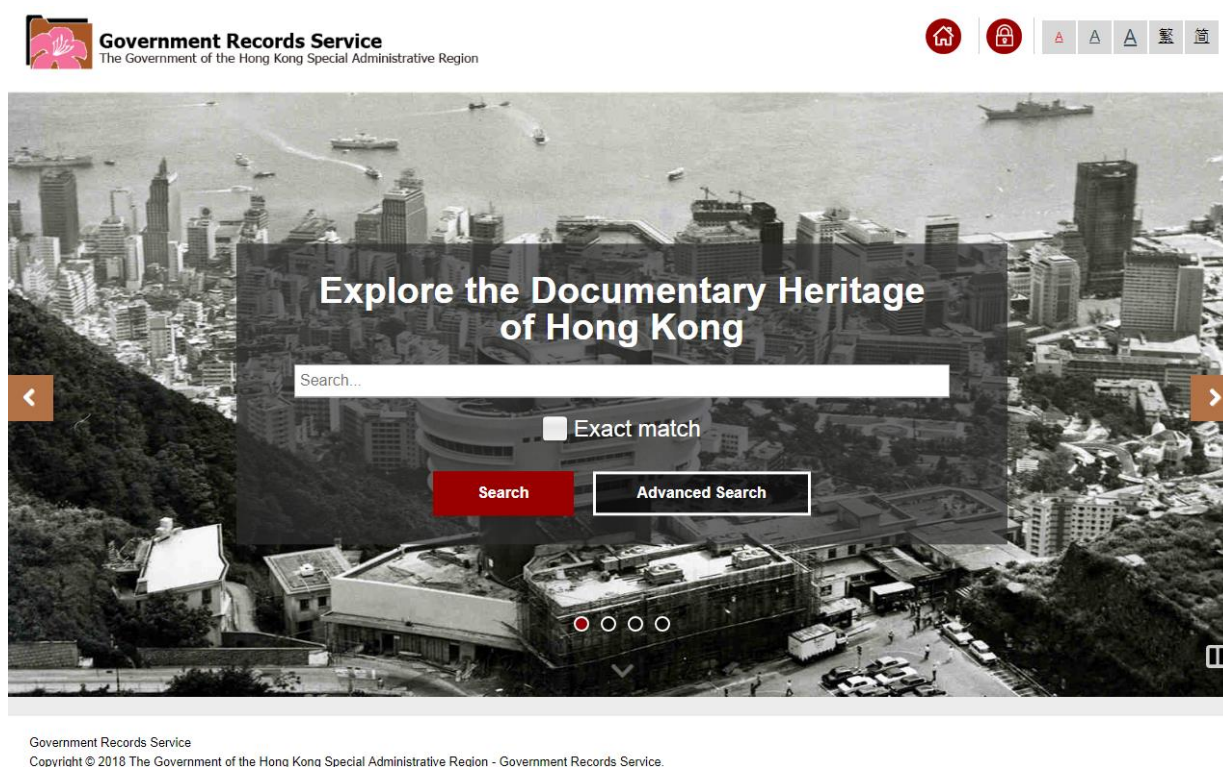 Government Records Service
The Government of the Hong Kong Special Administrative Region
A A A 繁 简
Explore the Documentary Heritage
of Hong Kong
Search...
Exact match
Search
Advanced Search
Government Records Service
Copyright © 2018 The Government of the Hong Kong Special Administrative Region - Government Records Service.